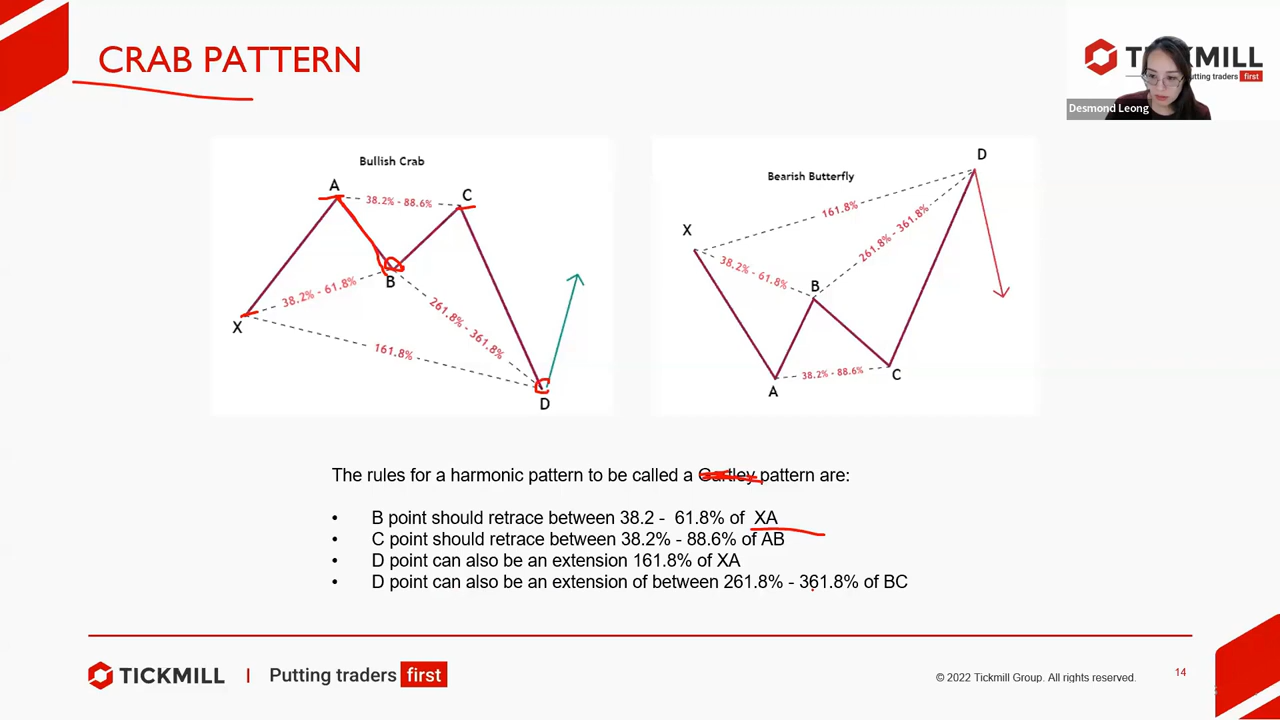 CRAB PATTERN
TICKMILL
Putting traders first
Desmond Leong
Bullish Crab
A
C
38.2% - 88.6%
B
38.2% - 61.8%
X
261.8% - 361.8%
161.8%
D
Bearish Butterfly
D
161.8%
X
261.8% - 361.8%
38.2% - 61.8%
B
38.2% - 88.6%
C
A
The rules for a harmonic pattern to be called a Gartley pattern are:
• B point should retrace between 38.2 - 61.8% of XA
• C point should retrace between 38.2% - 88.6% of AB
• D point can also be an extension 161.8% of XA
• D point can also be an extension of between 261.8% - 361.8% of BC
TICKMILL | Putting traders first
© 2022 Tickmill Group. All rights reserved.
14